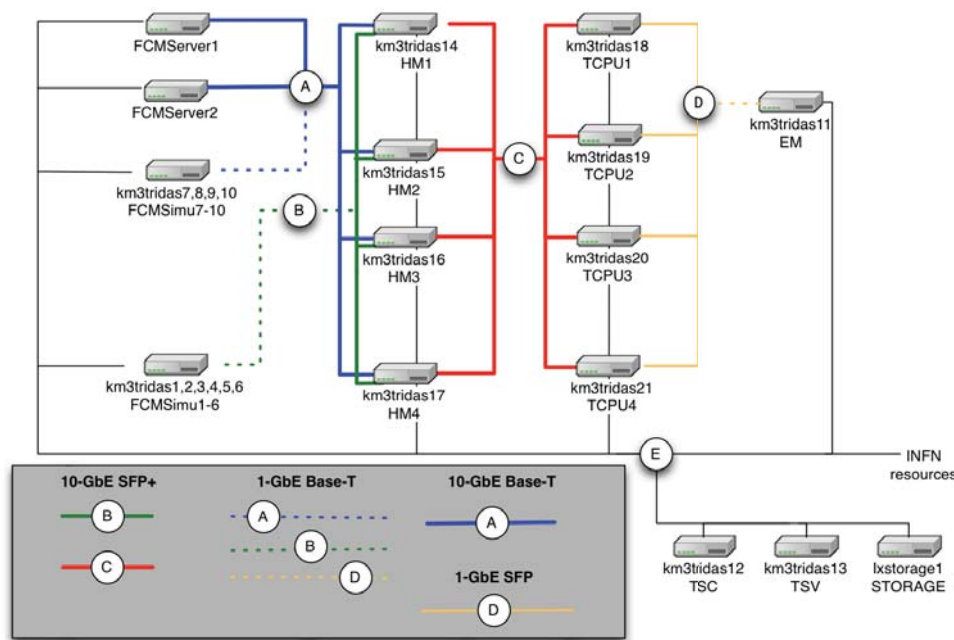 FCMServer1
FCMServer2
km3tridas7,8,9,10
FCMSimu7-10
km3tridas1,2,3,4,5,6
FCMSimu1-6
A
B
km3tridas14
HM1
km3tridas15
HM2
km3tridas16
HM3
km3tridas17
HM4
C
km3tridas18
TCPU1
km3tridas19
TCPU2
km3tridas20
TCPU3
km3tridas21
TCPU4
D
km3tridas11
EM
E
INFN
resources
km3tridas12
TSC
km3tridas13
TSV
lxstorage1
STORAGE
10-GbE SFP+
B
C
1-GbE Base-T
A
B
D
10-GbE Base-T
A
1-GbE SFP
D